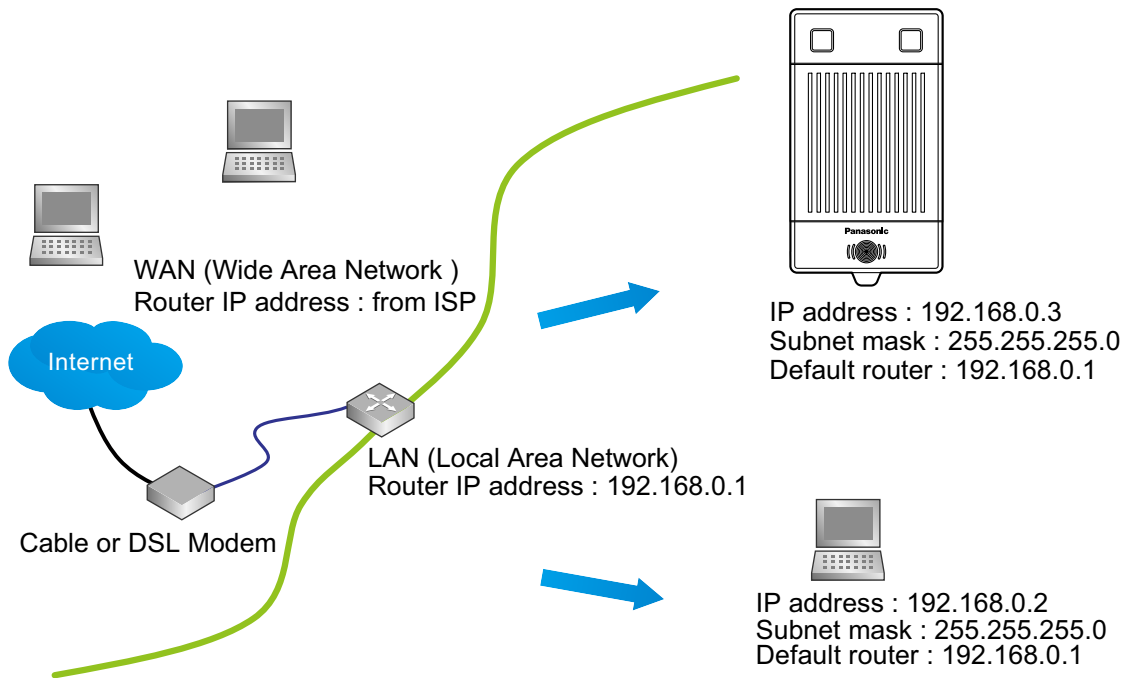 Panasonic
WAN (Wide Area Network )
Router IP address : from ISP
IP address : 192.168.0.3
Subnet mask : 255.255.255.0
Default router : 192.168.0.1
Internet
LAN (Local Area Network)
Router IP address : 192.168.0.1
Cable or DSL Modem
IP address : 192.168.0.2
Subnet mask : 255.255.255.0
Default router : 192.168.0.1